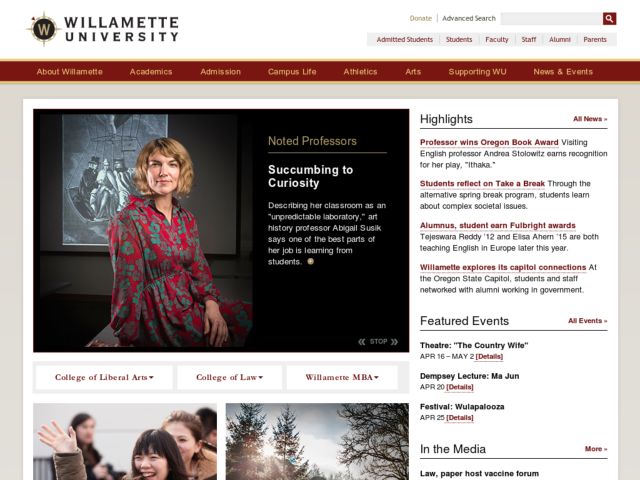 WILLAMETTE
UNIVERSITY
W
Donate Advanced Search
Admitted Students Students Faculty Staff Alumni Parents
About Willamette Academics Admission Campus Life Athletics Arts Supporting WU News & Events
Noted Professors
Succumbing to
Curiosity
Describing her classroom as an
"unpredictable laboratory," art
history professor Abigail Susik
says one of the best parts of
her job is learning from
students.
STOP
College of Liberal Arts
College of Law
Willamette MBA
Highlights All News »
Professor wins Oregon Book Award Visiting
English professor Andrea Stolowitz earns recognition
for her play, "Ithaka."
Students reflect on Take a Break Through the
alternative spring break program, students learn
about complex societal issues.
Alumnus, student earn Fulbright awards
Tejeswara Reddy '12 and Elisa Ahern '15 are both
teaching English in Europe later this year.
Willamette explores its capitol connections At
the Oregon State Capitol, students and staff
networked with alumni working in government.
Featured Events All Events »
Theatre: "The Country Wife"
APR 16 – MAY 2 [Details]
Dempsey Lecture: Ma Jun
APR 20 [Details]
Festival: Wulapalooza
APR 25 [Details]
In the Media More »
Law, paper host vaccine forum